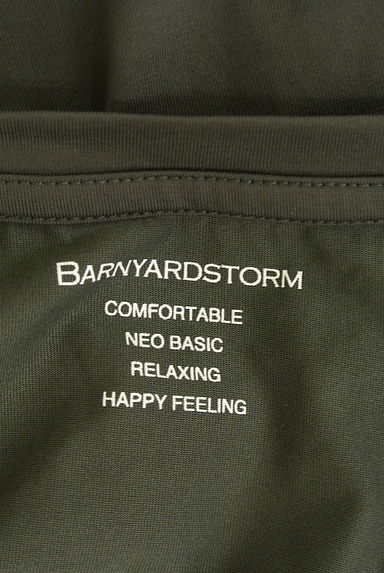 BARNYARDSTORM
COMFORTABLE
NEO BASIC
RELAXING
HAPPY FEELING